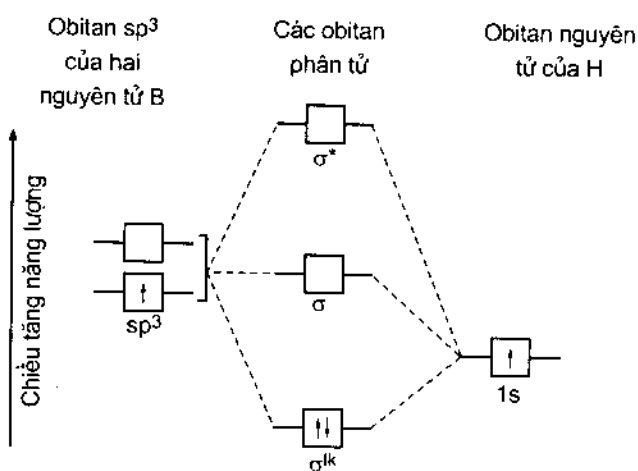 Obitan sp³
của hai
nguyên tử B
Các obitan
phân tử
Obitan nguyên
tử của H
Chiều tăng năng lượng
σ*
σ
sp³
1s
σˡᵏ